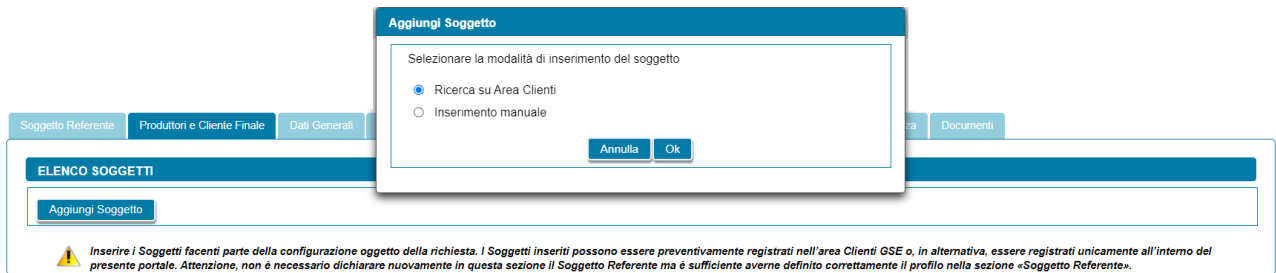 Aggiungi Soggetto
Selezionare la modalità di inserimento del soggetto
Ricerca su Area Clienti
Inserimento manuale
Annulla Ok
Soggetto Referente Produttori e Cliente Finale Dati Generali Documenti
ELENCO SOGGETTI
Aggiungi Soggetto
Inserire i Soggetti facenti parte della configurazione oggetto della richiesta. I Soggetti inseriti possono essere preventivamente registrati nell'area Clienti GSE o, in alternativa, essere registrati unicamente all'interno del
presente portale. Attenzione, non è necessario dichiarare nuovamente in questa sezione il Soggetto Referente ma è sufficiente averne definito correttamente il profilo nella sezione «Soggetto Referente».